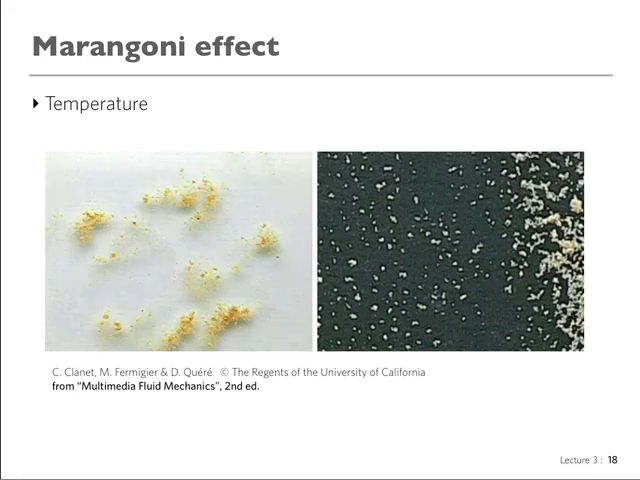 Marangoni effect
Temperature
C. Clanet, M. Fermigier & D. Quéré © The Regents of the University of California
from “Multimedia Fluid Mechanics”, 2nd ed.
Lecture 3 : 18